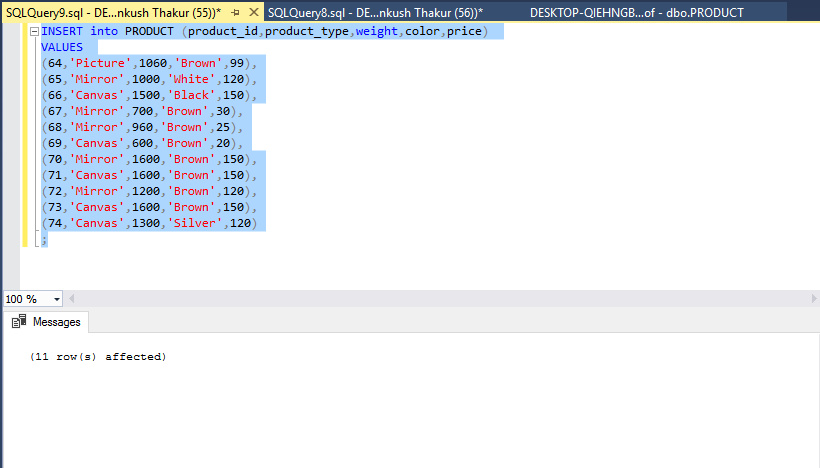 SQLQuery9.sql - DE...nkush Thakur (55))* SQLQuery8.sql - DE...nkush Thakur (56))* DESKTOP-QIEHNGB...of - dbo.PRODUCT
INSERT into PRODUCT (product_id,product_type,weight,color,price)
VALUES
(64,'Picture',1060,'Brown',99),
(65,'Mirror',1000,'White',120),
(66,'Canvas',1500,'Black',150),
(67,'Mirror',700,'Brown',30),
(68,'Mirror',960,'Brown',25),
(69,'Canvas',600,'Brown',20),
(70,'Mirror',1600,'Brown',150),
(71,'Canvas',1600,'Brown',150),
(72,'Mirror',1200,'Brown',120),
(73,'Canvas',1600,'Brown',150),
(74,'Canvas',1300,'Silver',120)
;
100 %
Messages
(11 row(s) affected)